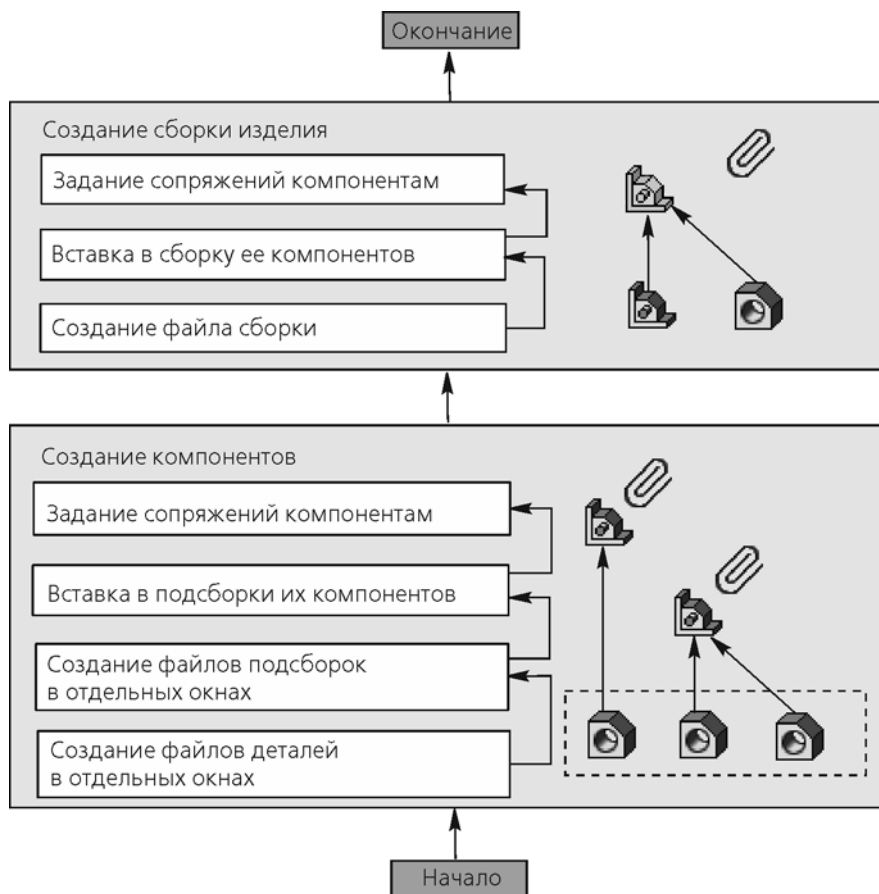 Окончание
Создание сборки изделия
Задание сопряжений компонентам
Вставка в сборку ее компонентов
Создание файла сборки
Создание компонентов
Задание сопряжений компонентам
Вставка в подсборки их компонентов
Создание файлов подсборок
в отдельных окнах
Создание файлов деталей
в отдельных окнах
Начало